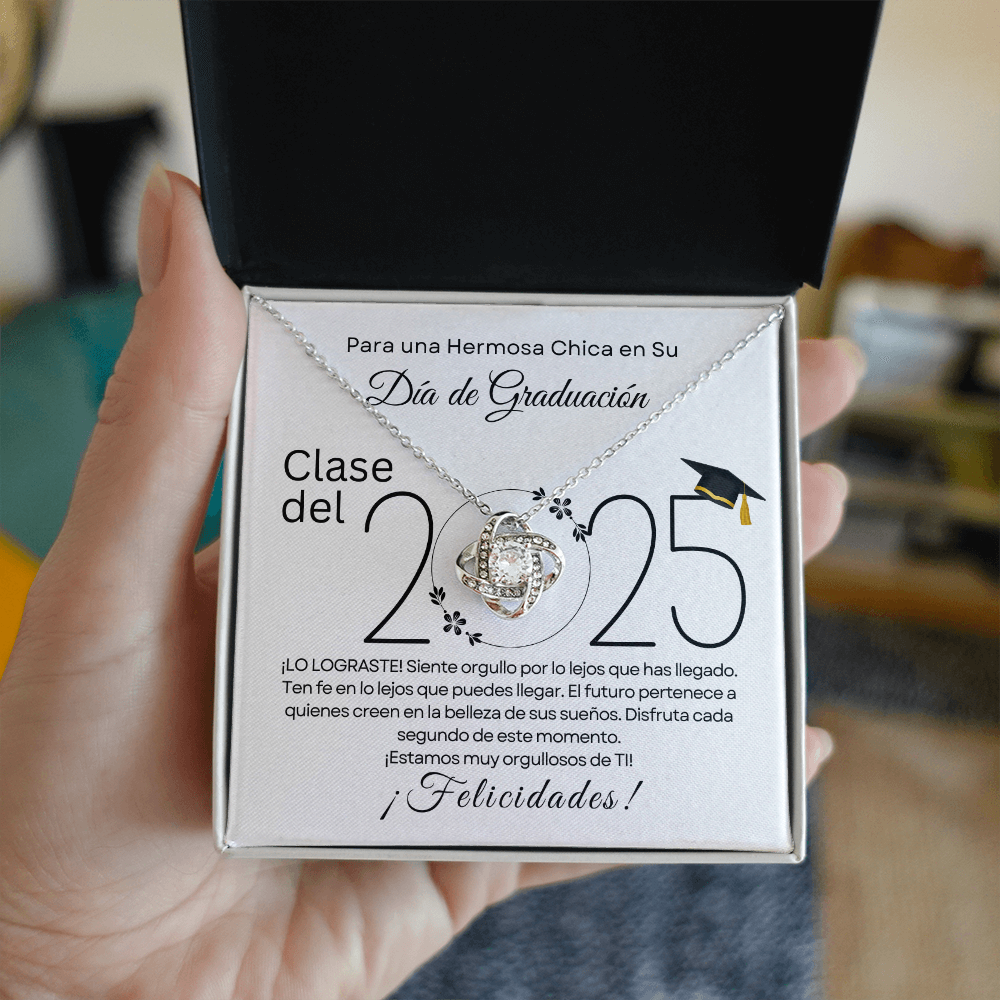 Para una Hermosa Chica en Su
Día de Graduación
Clase
del
2025
¡LO LOGRASTE! Siente orgullo por lo lejos que has llegado.
Ten fe en lo lejos que puedes llegar. El futuro pertenece a
quienes creen en la belleza de sus sueños. Disfruta cada
segundo de este momento.
¡Estamos muy orgullosos de TI!
¡Felicidades!